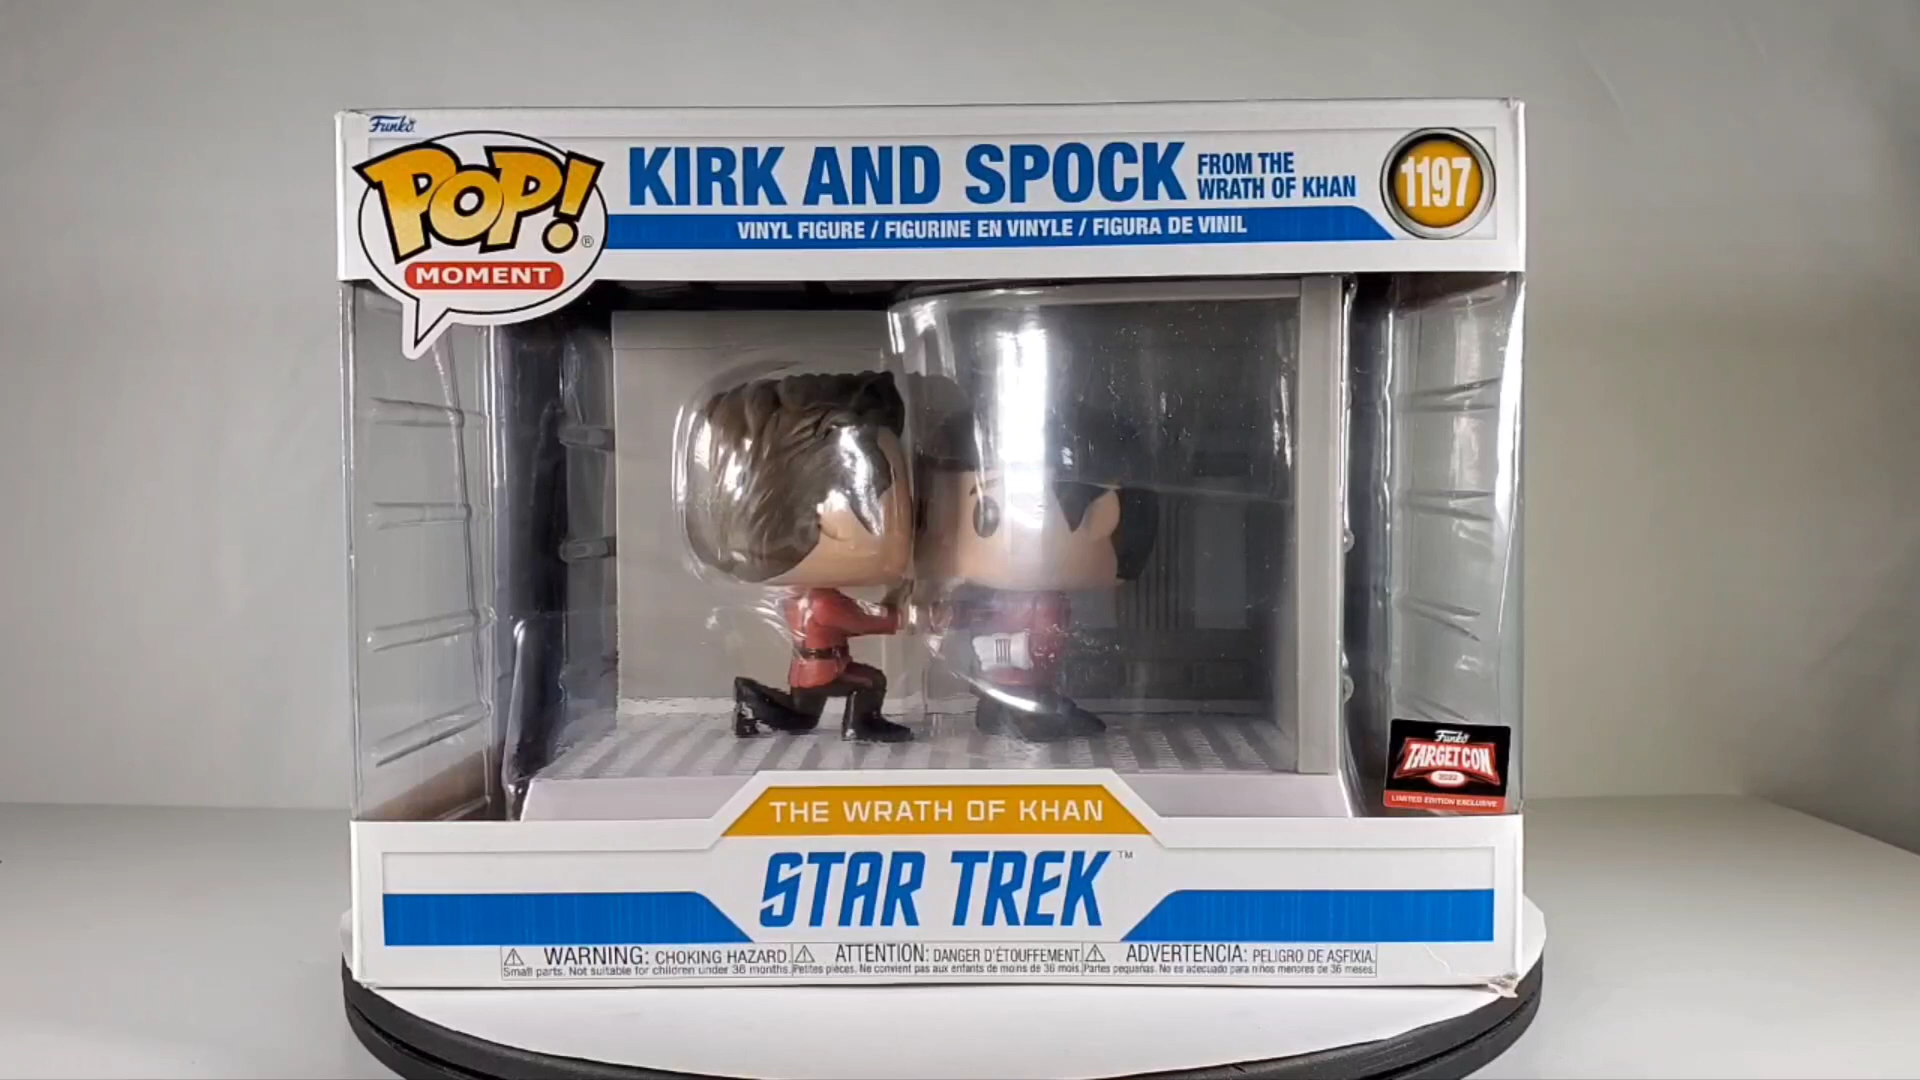 Funko
POP!®
MOMENT
KIRK AND SPOCK
FROM THE
WRATH OF KHAN
1197
VINYL FIGURE / FIGURINE EN VINYLE / FIGURA DE VINIL
Funko
TARGETCON
2022
LIMITED EDITION EXCLUSIVE
THE WRATH OF KHAN
STAR TREK™
⚠ WARNING: CHOKING HAZARD.
Small parts. Not suitable for children under 36 months.
⚠ ATTENTION: DANGER D'ÉTOUFFEMENT.
Petites pièces. Ne convient pas aux enfants de moins de 36 mois.
⚠ ADVERTENCIA: PELIGRO DE ASFIXIA.
Partes pequeñas. No es adecuado para niños menores de 36 meses.